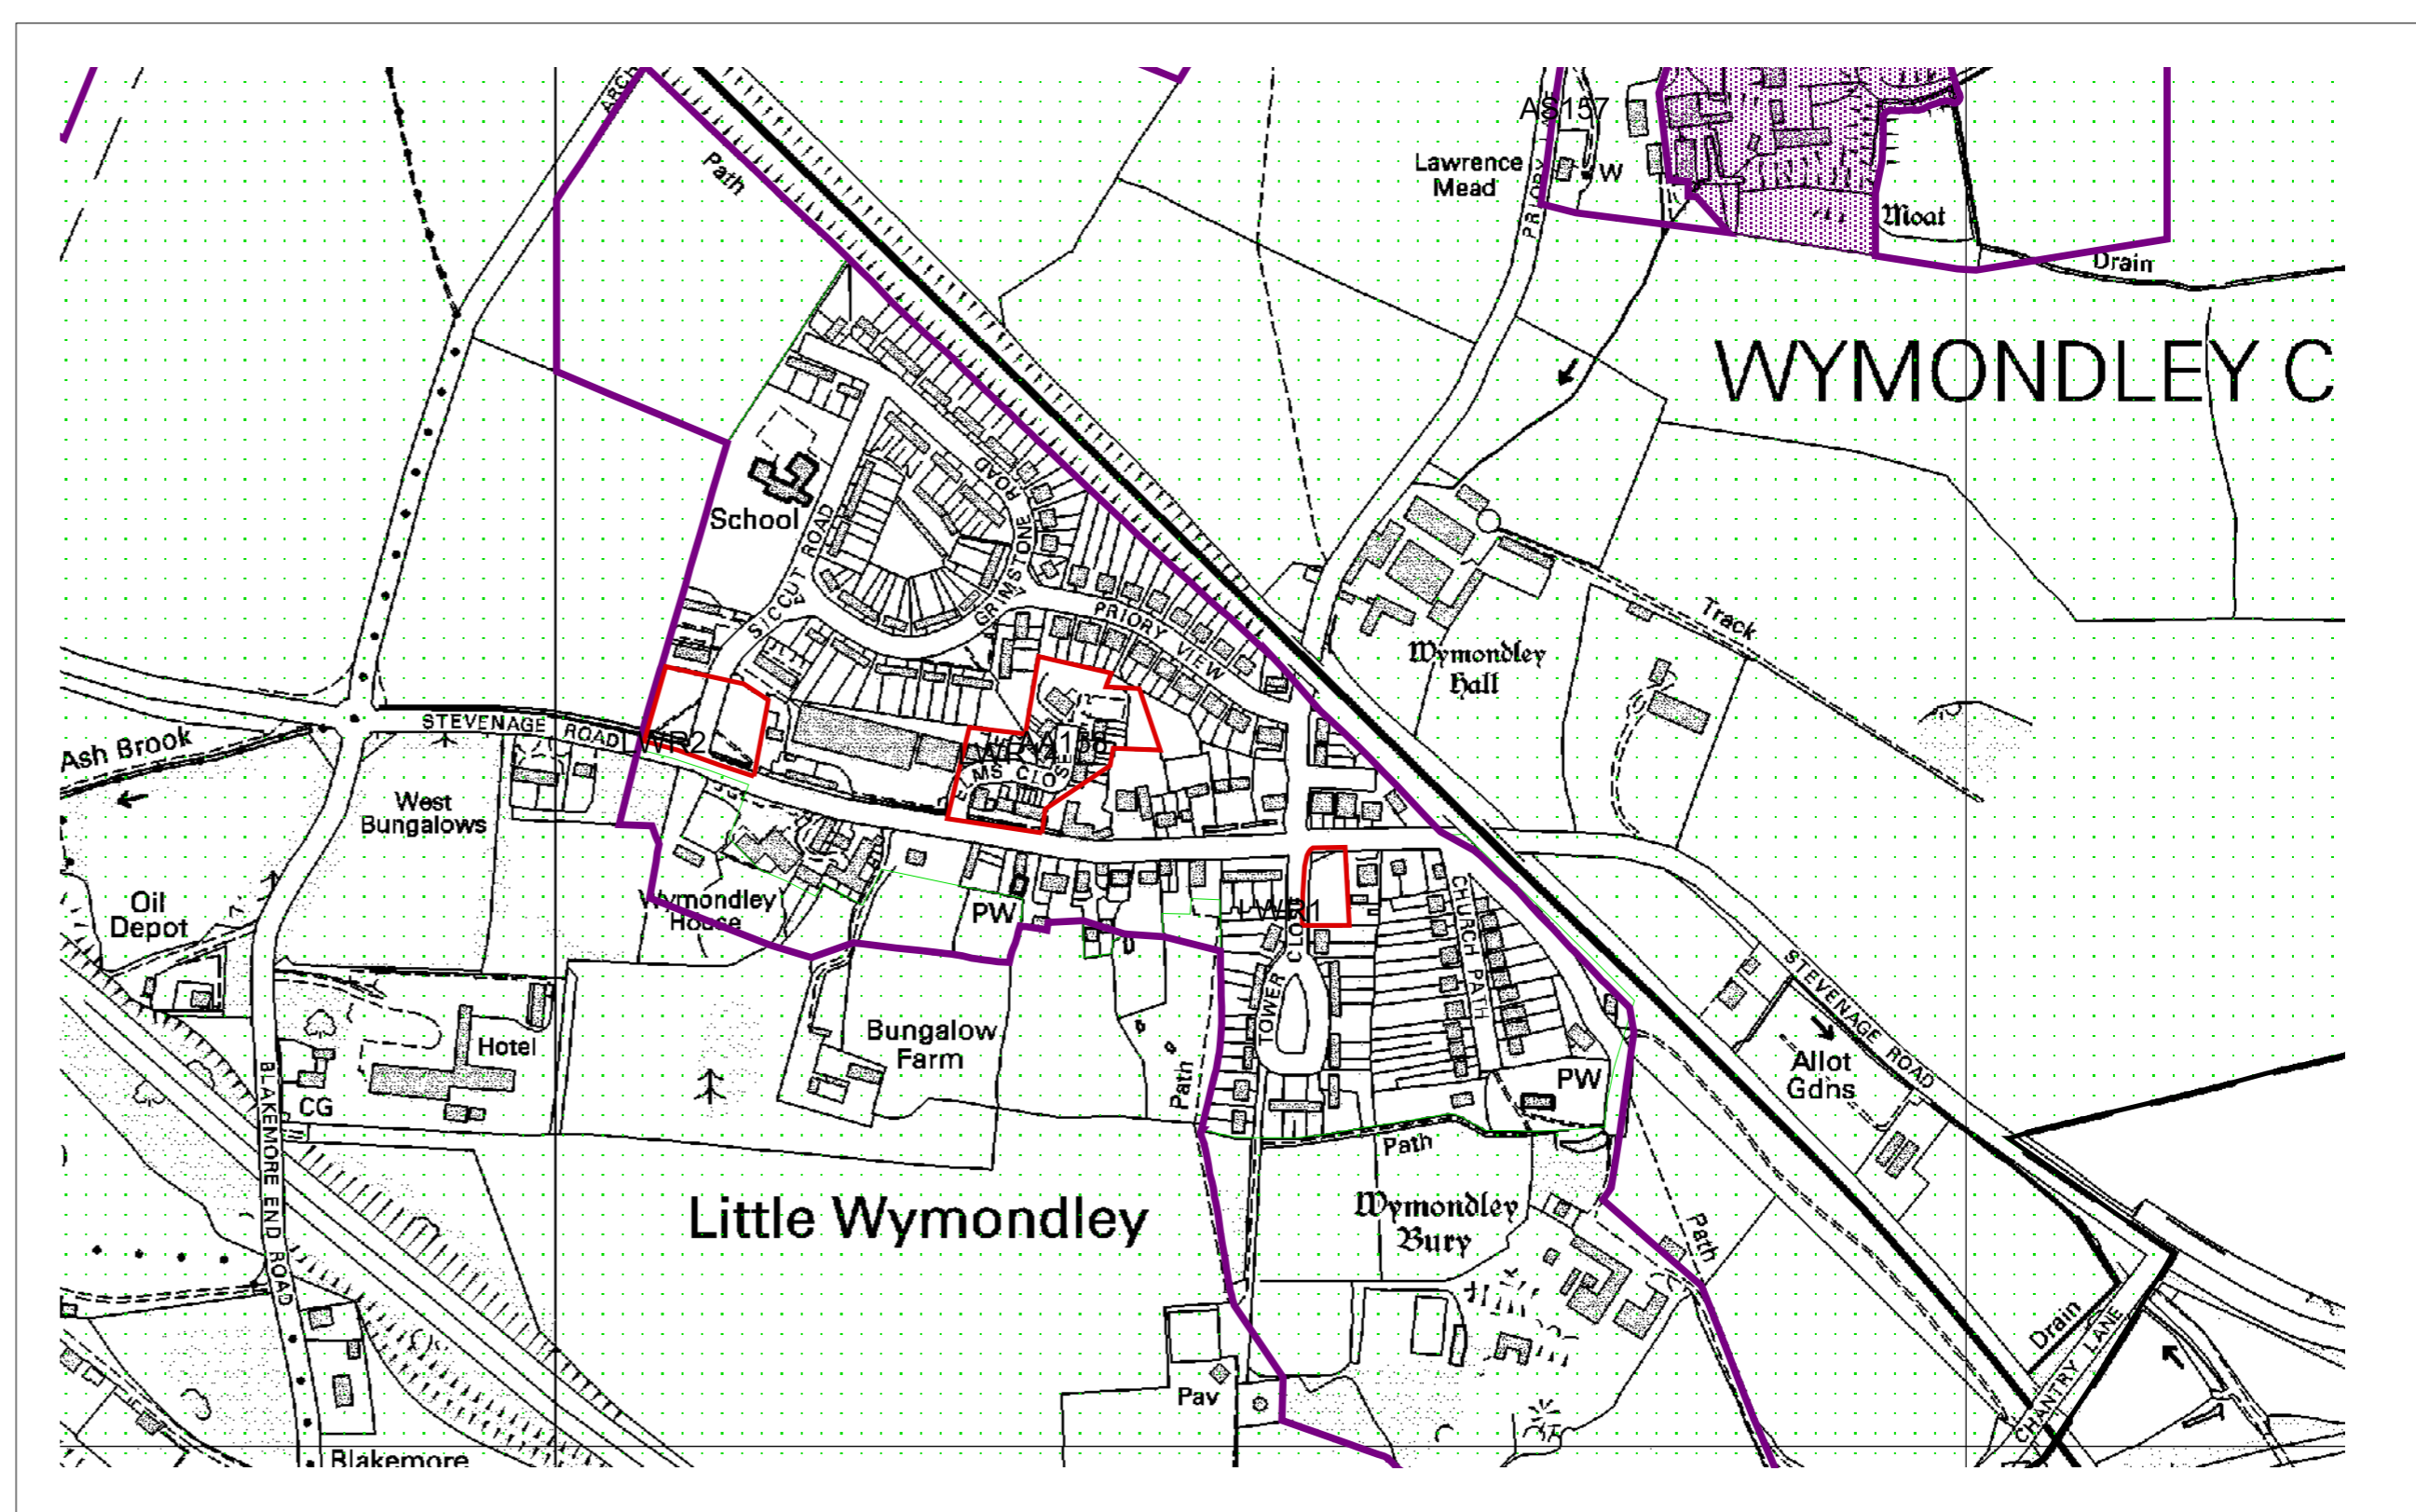 ARCH
Path
AS157
Lawrence
Mead
W
PRIORY
Moat
Drain
WYMONDLEY C
ROAD
School
SICCUT ROAD
GRIMSTONE
PRIORY VIEW
Track
Wymondley
Hall
STEVENAGE ROAD
WR2
Ash Brook
ELMS CLOSE
West
Bungalows
Oil
Depot
Wymondley
House
PW
WR1
TOWER CLOSE
CHURCH PATH
STEVENAGE ROAD
Bungalow
Farm
Hotel
Path
Allot
Gdns
PW
CG
BLAKEMORE END ROAD
Path
Little Wymondley
Wymondley
Bury
Path
Pav
Drain
CHANTRY LANE
Blakemore